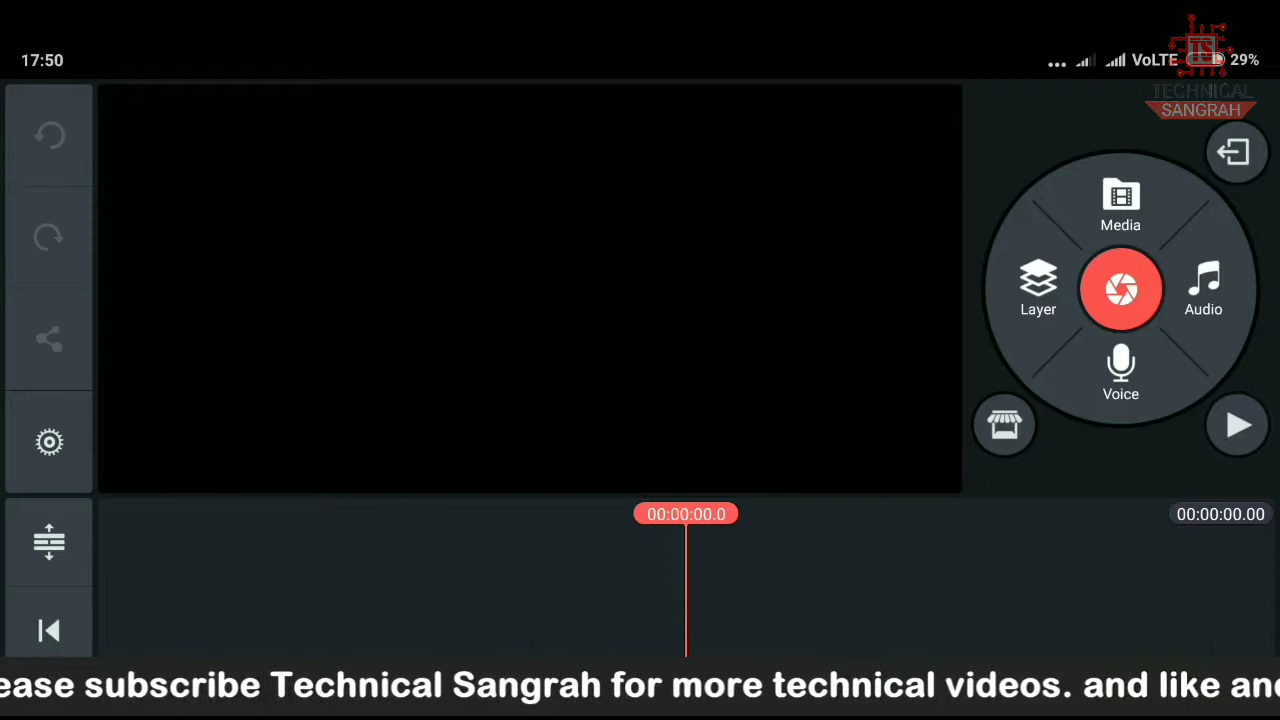 17:50
VoLTE
29%
TS
TECHNICAL
SANGRAH
Media
Layer
Audio
Voice
00:00:00.0
00:00:00.00
ease subscribe Technical Sangrah for more technical videos. and like and